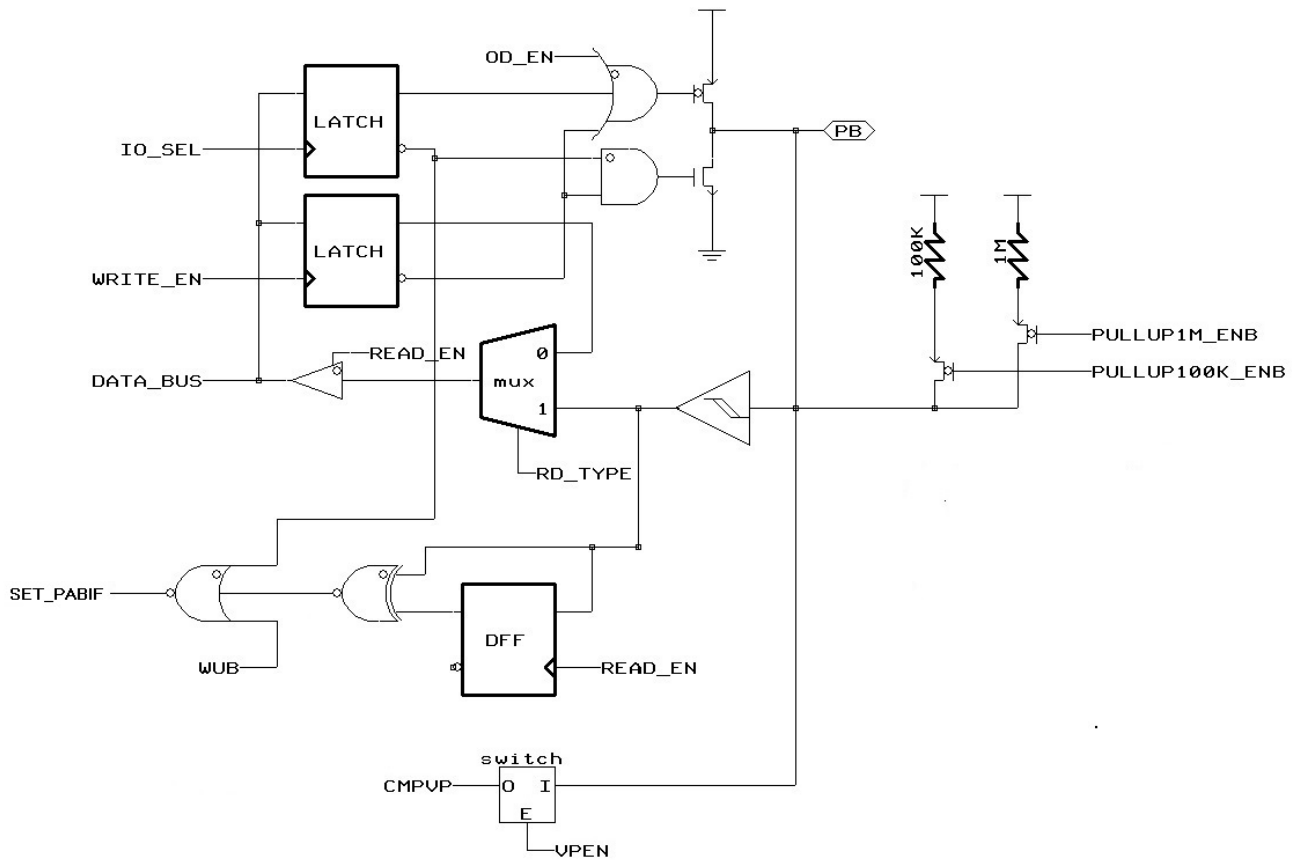 OD_EN
PB
LATCH
IO_SEL
LATCH
WRITE_EN
100K
1M
READ_EN
0
mux
1
DATA_BUS
PULLUP1M_ENB
PULLUP100K_ENB
RD_TYPE
SET_PABIF
DFF
WUB
READ_EN
switch
CMPVP
O I
E
VPEN